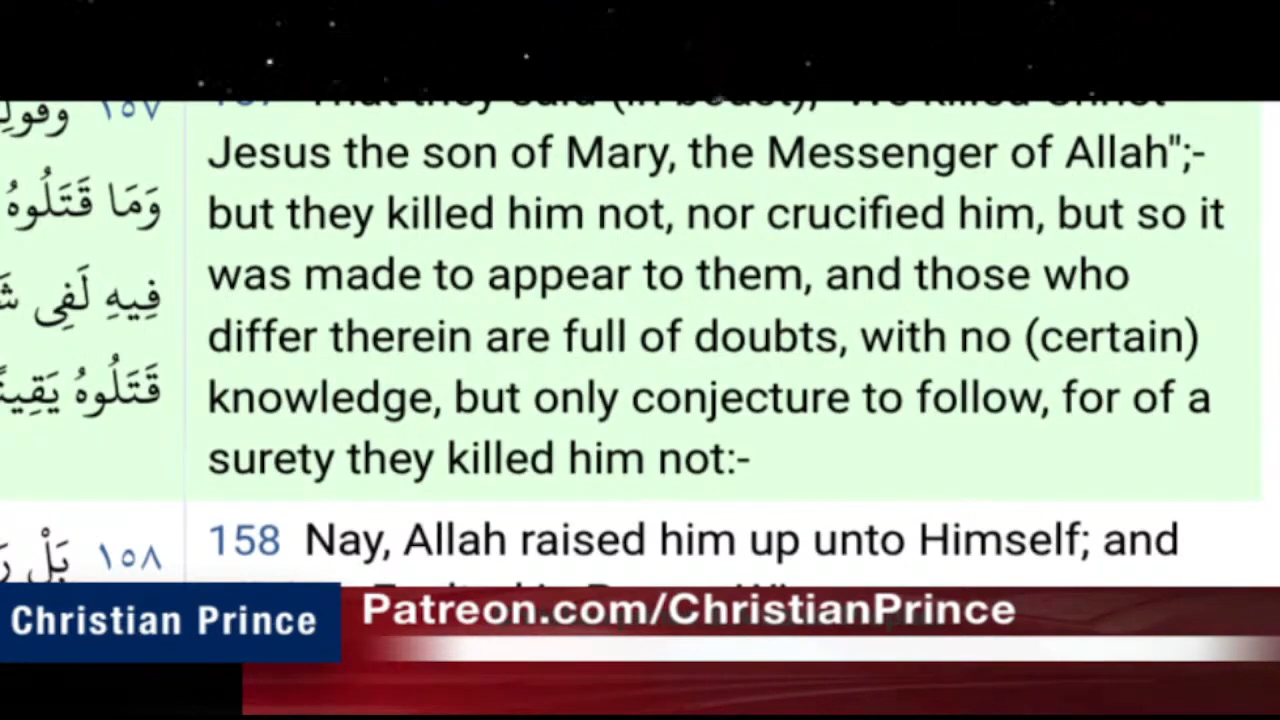 ١٥٧
Jesus the son of Mary, the Messenger of Allah";-
وَمَا قَتَلُوهُ
but they killed him not, nor crucified him, but so it
was made to appear to them, and those who
فِيهِ لَفِى
differ therein are full of doubts, with no (certain)
قَتَلُوهُ
knowledge, but only conjecture to follow, for of a
surety they killed him not:-
١٥٨ بَلْ
158 Nay, Allah raised him up unto Himself; and
Christian Prince
Patreon.com/ChristianPrince